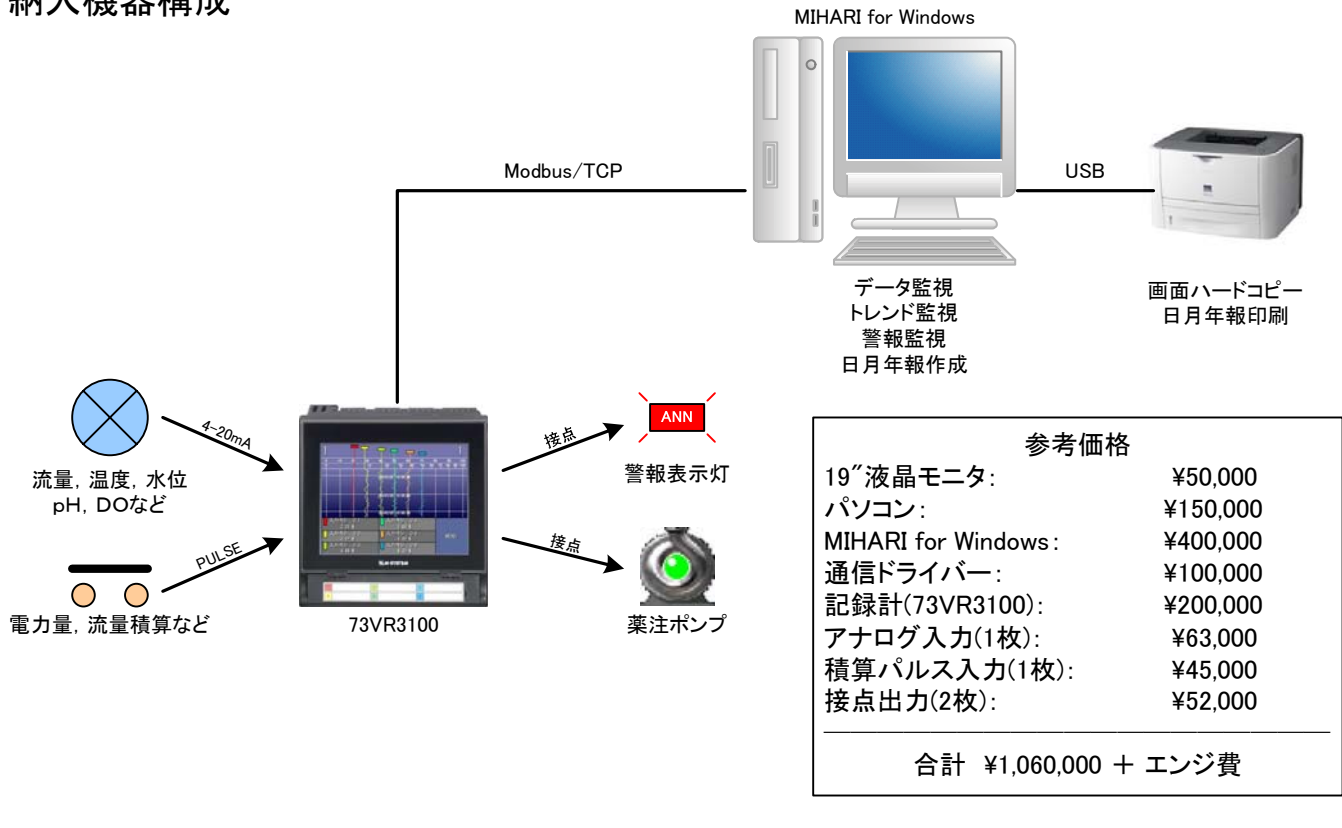 納入機器構成
MIHARI for Windows
Modbus/TCP
USB
データ監視
トレンド監視
警報監視
日月年報作成
画面ハードコピー
日月年報印刷
4-20mA
流量, 温度, 水位
pH, DOなど
PULSE
電力量, 流量積算など
73VR3100
接点
ANN
警報表示灯
接点
薬注ポンプ
参考価格
19″液晶モニタ: ¥50,000
パソコン: ¥150,000
MIHARI for Windows: ¥400,000
通信ドライバー: ¥100,000
記録計(73VR3100): ¥200,000
アナログ入力(1枚): ¥63,000
積算パルス入力(1枚): ¥45,000
接点出力(2枚): ¥52,000
合計 ¥1,060,000 + エンジ費